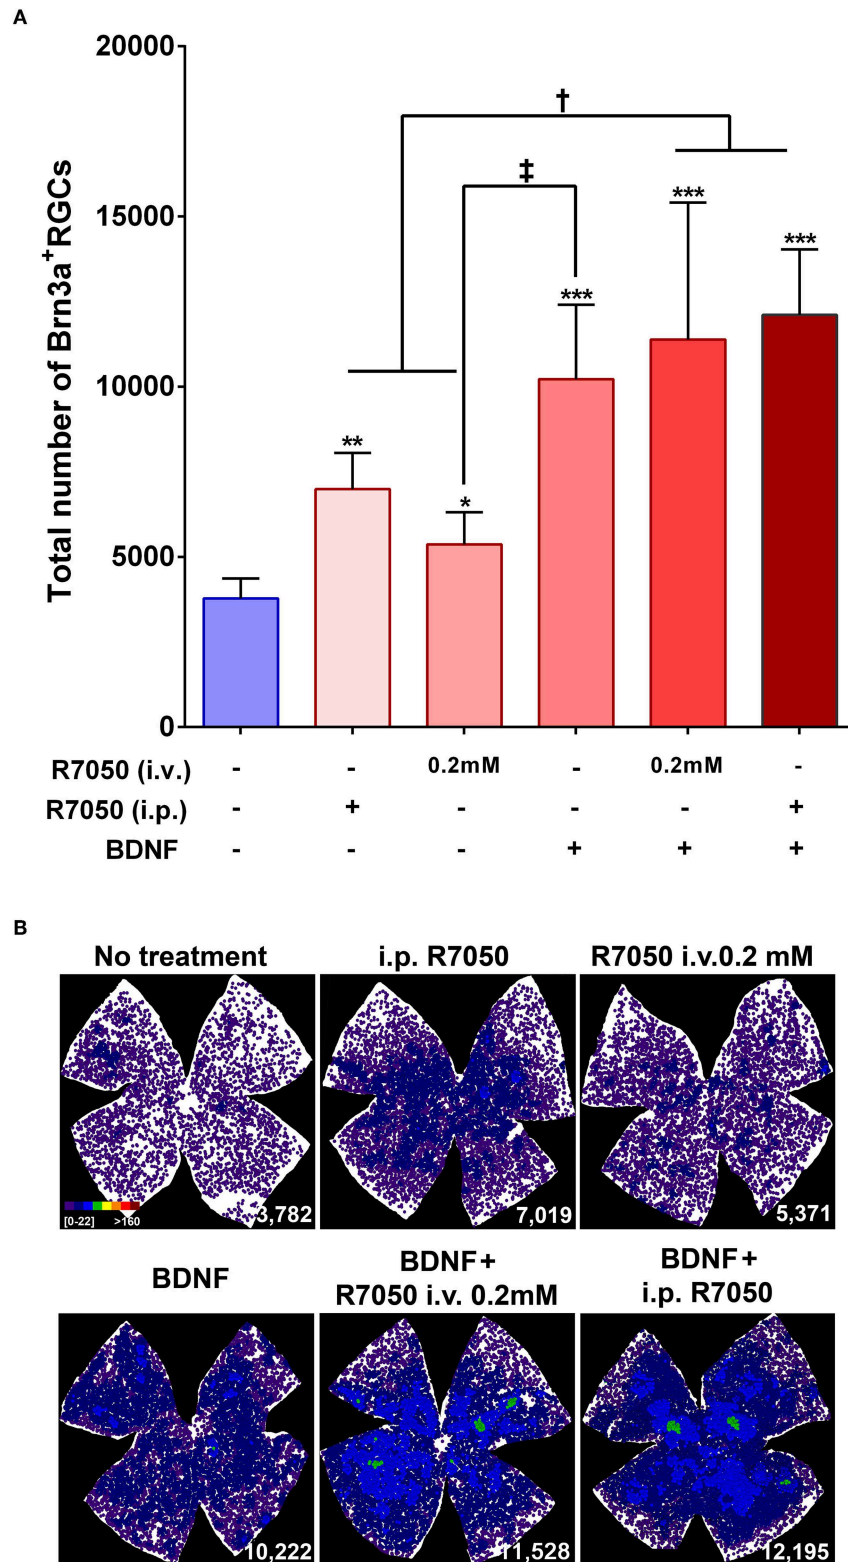 A
20000
15000
10000
5000
0
Total number of Brn3a+RGCs
†
‡
**
*
***
***
***
R7050 (i.v.) - - 0.2mM - 0.2mM -
R7050 (i.p.) - + - - - +
BDNF - - - + + +
B
No treatment
i.p. R7050
R7050 i.v.0.2 mM
[0-22] >160
3,782
7,019
5,371
BDNF
BDNF+
R7050 i.v. 0.2mM
BDNF+
i.p. R7050
10,222
11,528
12,195